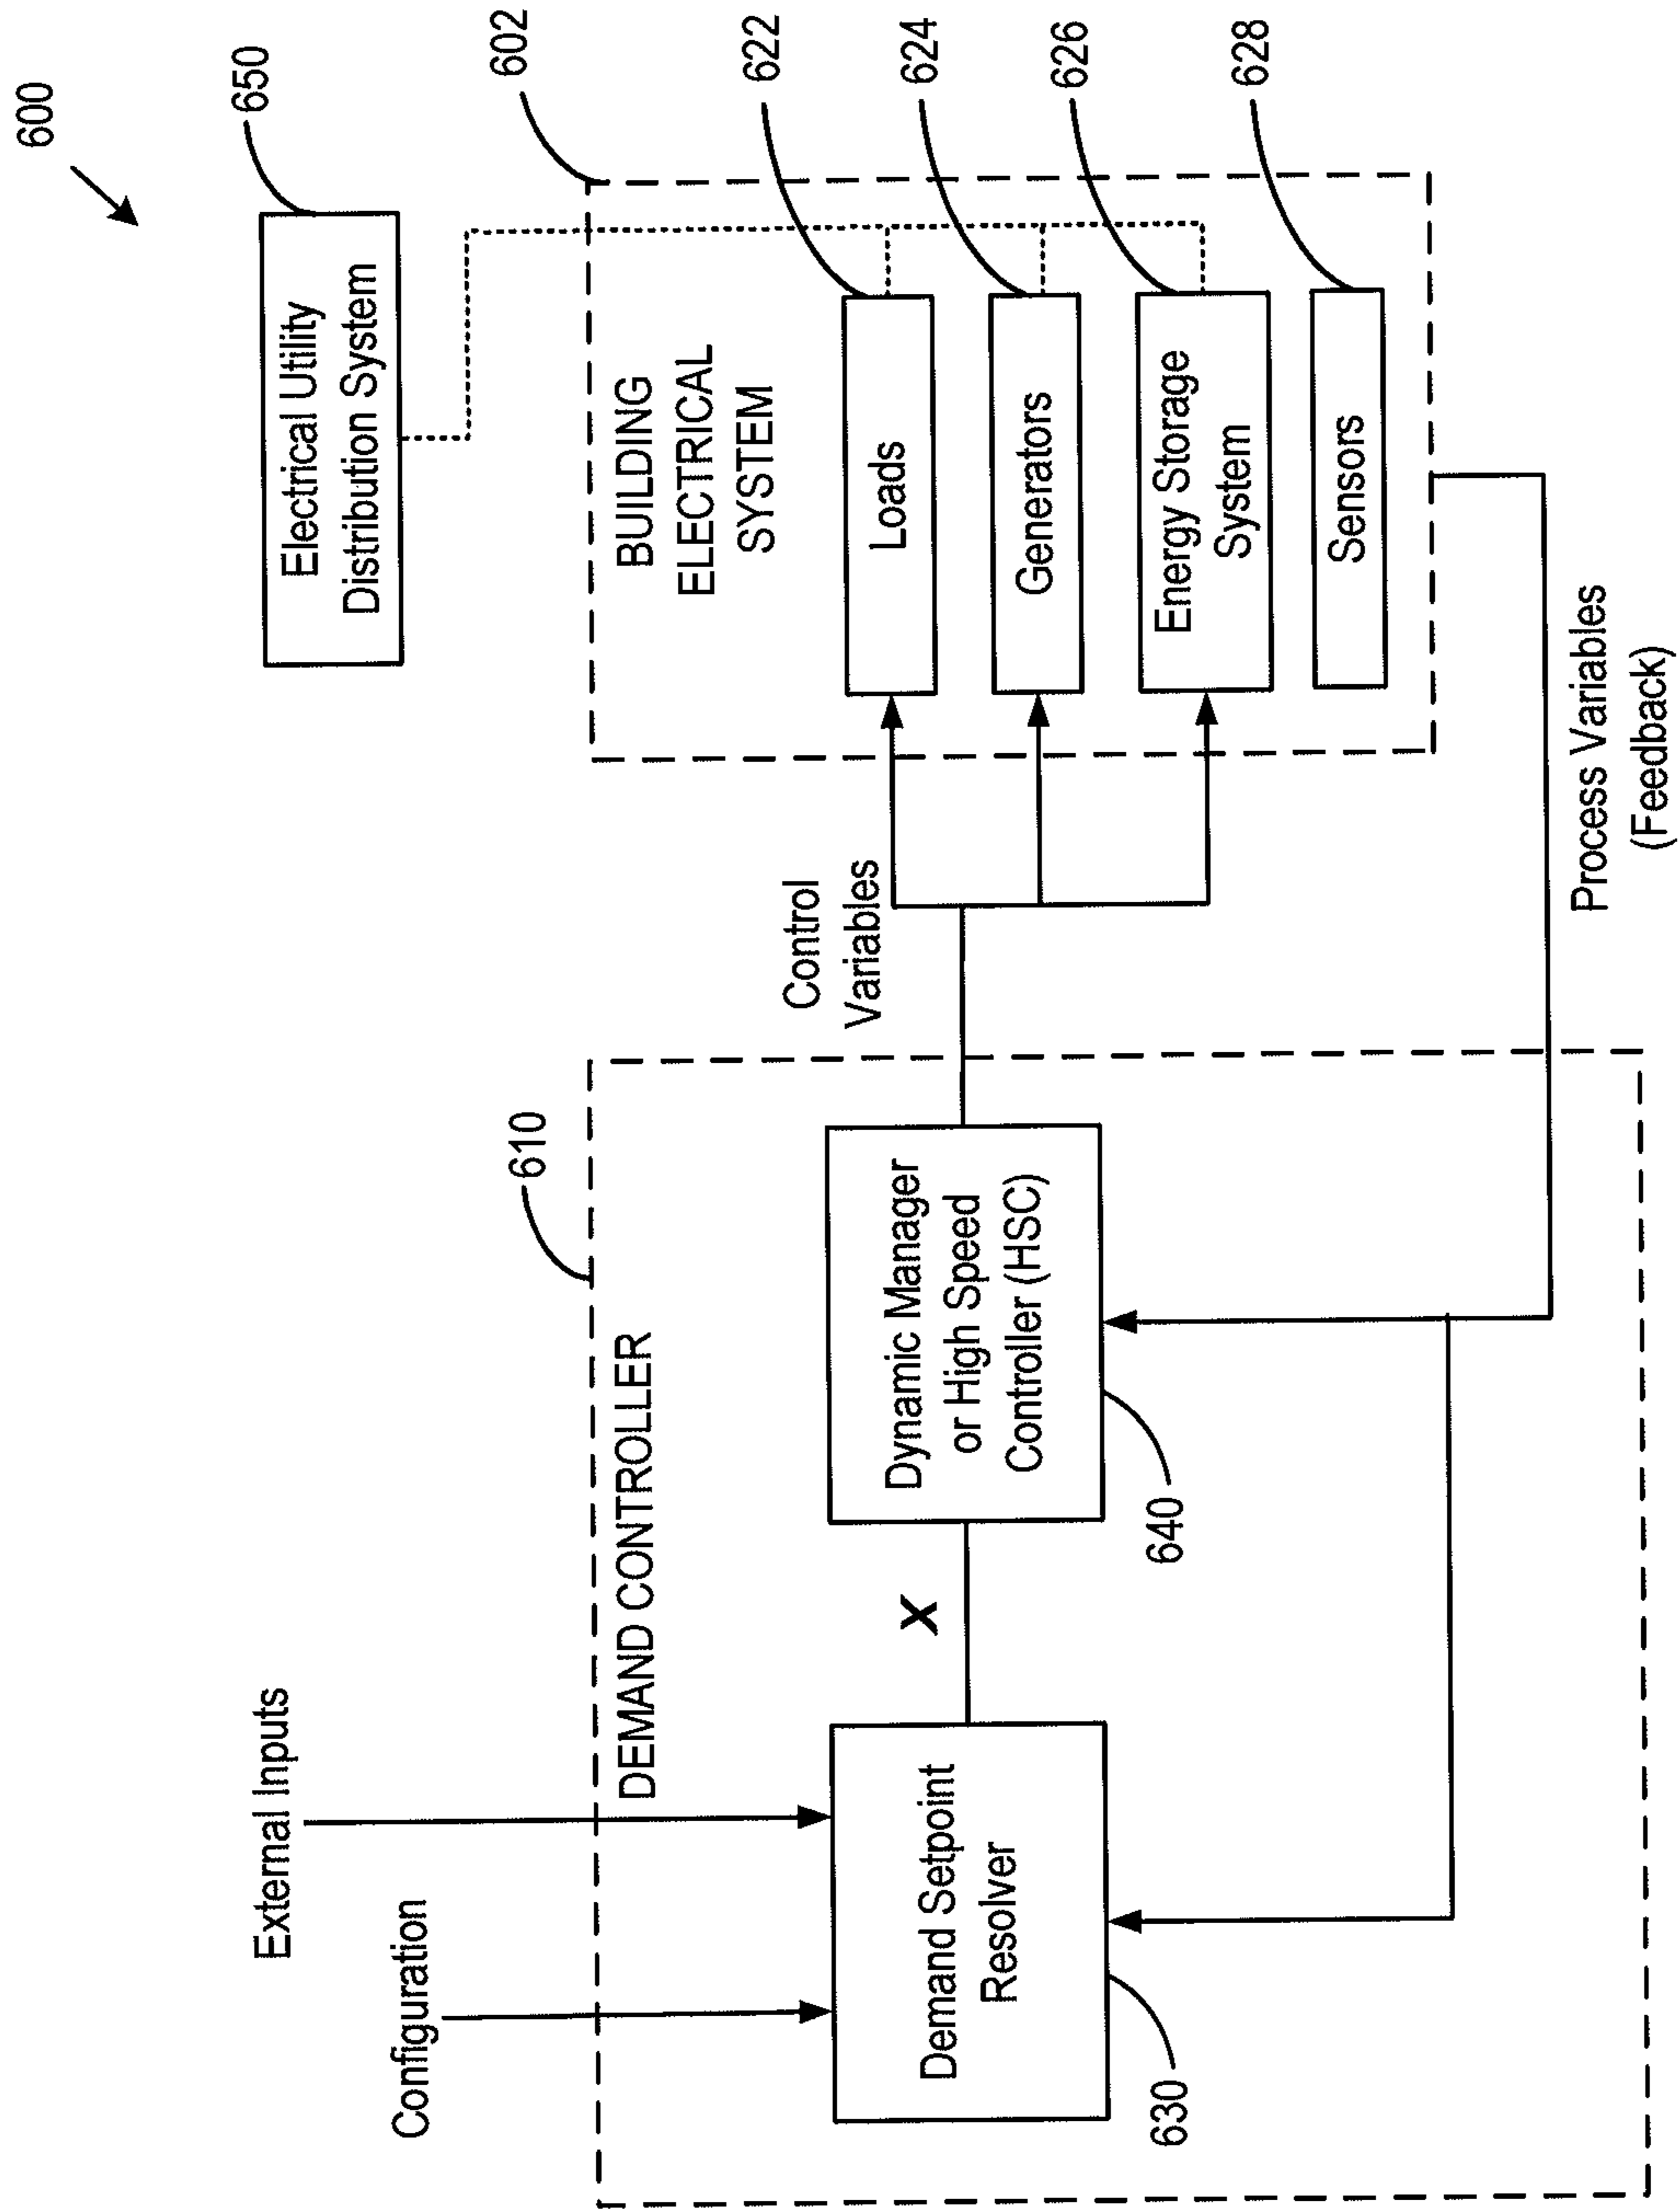 600
Electrical Utility
Distribution System
650
602
BUILDING
ELECTRICAL
SYSTEM
Loads
622
Generators
624
Energy Storage
System
626
Sensors
628
Control
Variables
Process Variables
(Feedback)
External Inputs
Configuration
610
DEMAND CONTROLLER
Demand Setpoint
Resolver
630
X
Dynamic Manager
or High Speed
Controller (HSC)
640